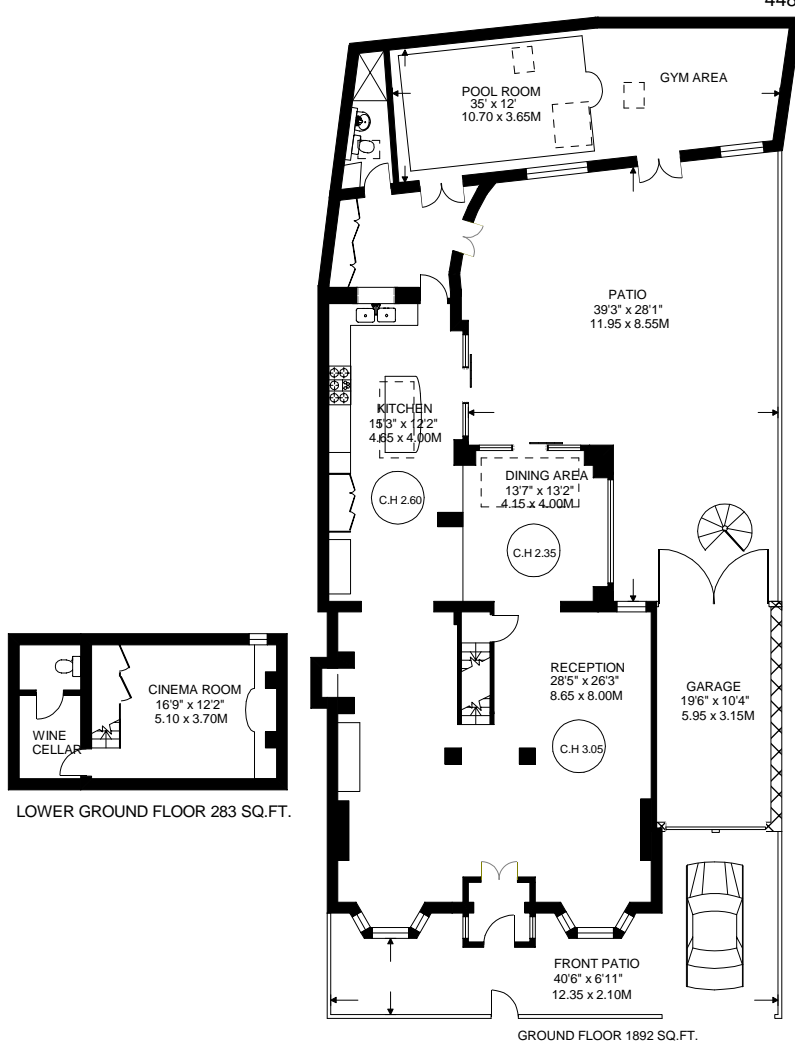 448
POOL ROOM
35' x 12'
10.70 x 3.65M
GYM AREA
PATIO
39'3" x 28'1"
11.95 x 8.55M
KITCHEN
15'3" x 12'2"
4.65 x 4.00M
C.H 2.60
DINING AREA
13'7" x 13'2"
4.15 x 4.00M
C.H 2.35
RECEPTION
28'5" x 26'3"
8.65 x 8.00M
C.H 3.05
GARAGE
19'6" x 10'4"
5.95 x 3.15M
CINEMA ROOM
16'9" x 12'2"
5.10 x 3.70M
WINE
CELLAR
LOWER GROUND FLOOR 283 SQ.FT.
FRONT PATIO
40'6" x 6'11"
12.35 x 2.10M
GROUND FLOOR 1892 SQ.FT.